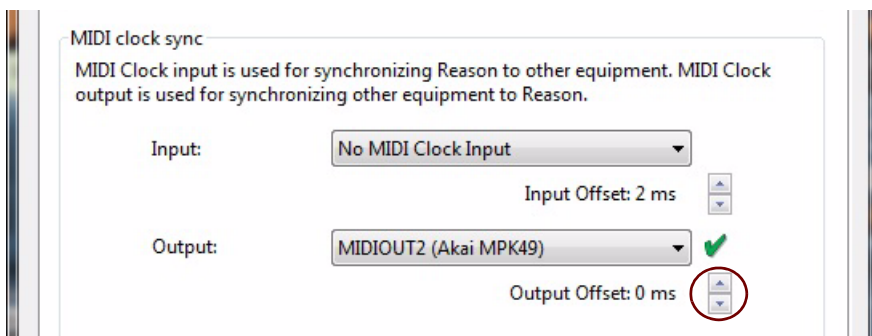 MIDI clock sync
MIDI Clock input is used for synchronizing Reason to other equipment. MIDI Clock
output is used for synchronizing other equipment to Reason.
Input: No MIDI Clock Input
Input Offset: 2 ms
Output: MIDIOUT2 (Akai MPK49)
Output Offset: 0 ms